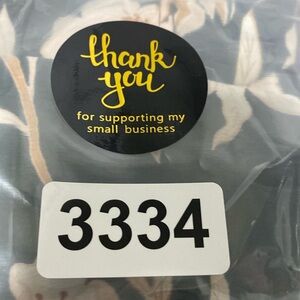 thank
you
for supporting my
small business
3334